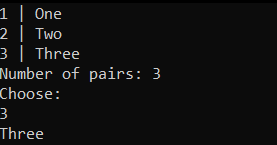 1 | One
2 | Two
3 | Three
Number of pairs: 3
Choose:
3
Three